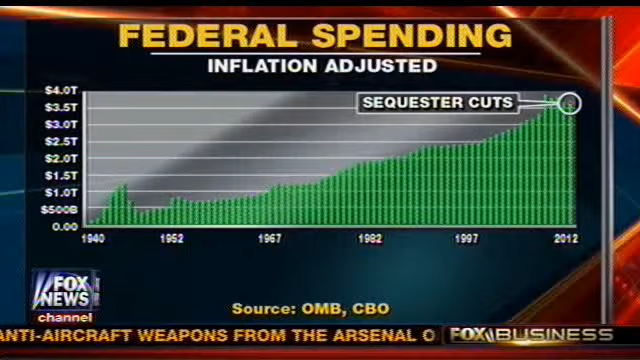 FEDERAL SPENDING
INFLATION ADJUSTED
$4.0T
SEQUESTER CUTS
$3.5T
$3.0T
$2.5T
$2.0T
$1.5T
$1.0T
$500B
0.00
1940 1952 1967 1982 1997 2012
FOX
NEWS
channel
Source: OMB, CBO
ANTI-AIRCRAFT WEAPONS FROM THE ARSENAL O
FOX BUSINESS